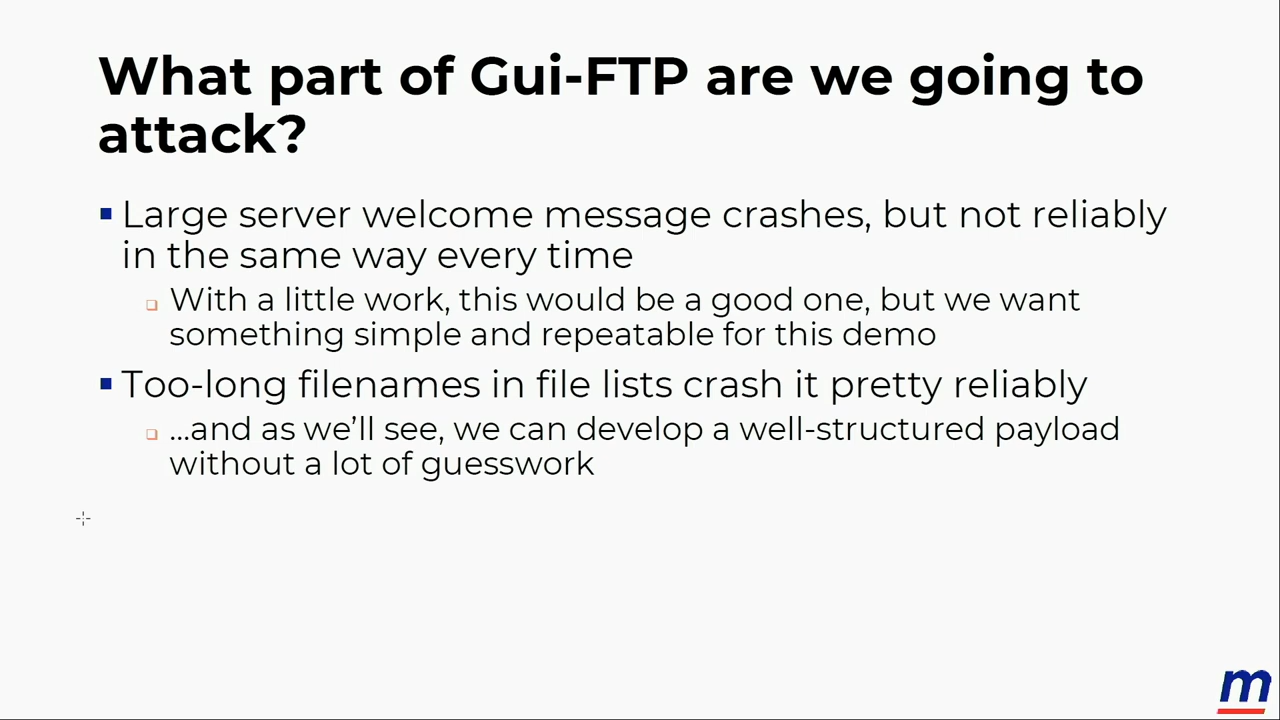 What part of Gui-FTP are we going to
attack?
Large server welcome message crashes, but not reliably
in the same way every time
With a little work, this would be a good one, but we want
something simple and repeatable for this demo
Too-long filenames in file lists crash it pretty reliably
…and as we’ll see, we can develop a well-structured payload
without a lot of guesswork
m